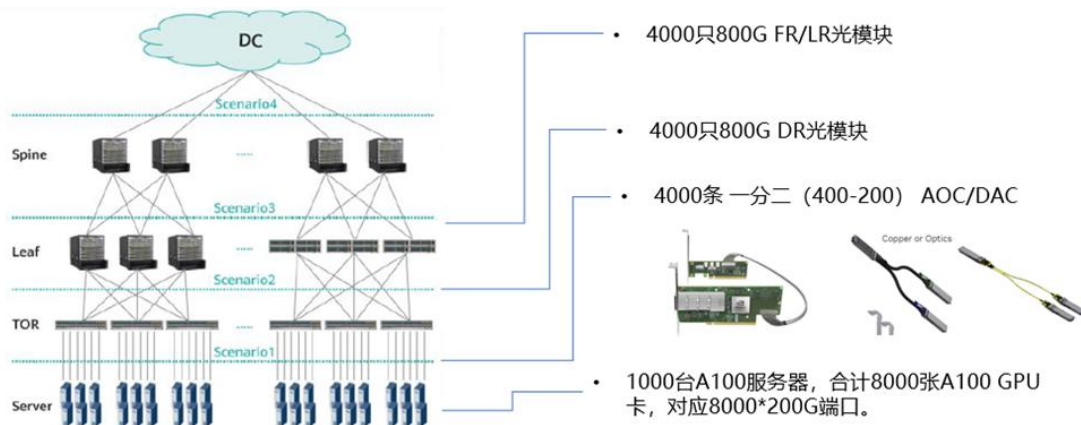 DC
Scenario4
Spine
Scenario3
Leaf
Scenario2
TOR
Scenario1
Server
• 4000只800G FR/LR光模块
• 4000只800G DR光模块
• 4000条 一分二（400-200） AOC/DAC
Copper or Optics
• 1000台A100服务器，合计8000张A100 GPU
卡，对应8000*200G端口。